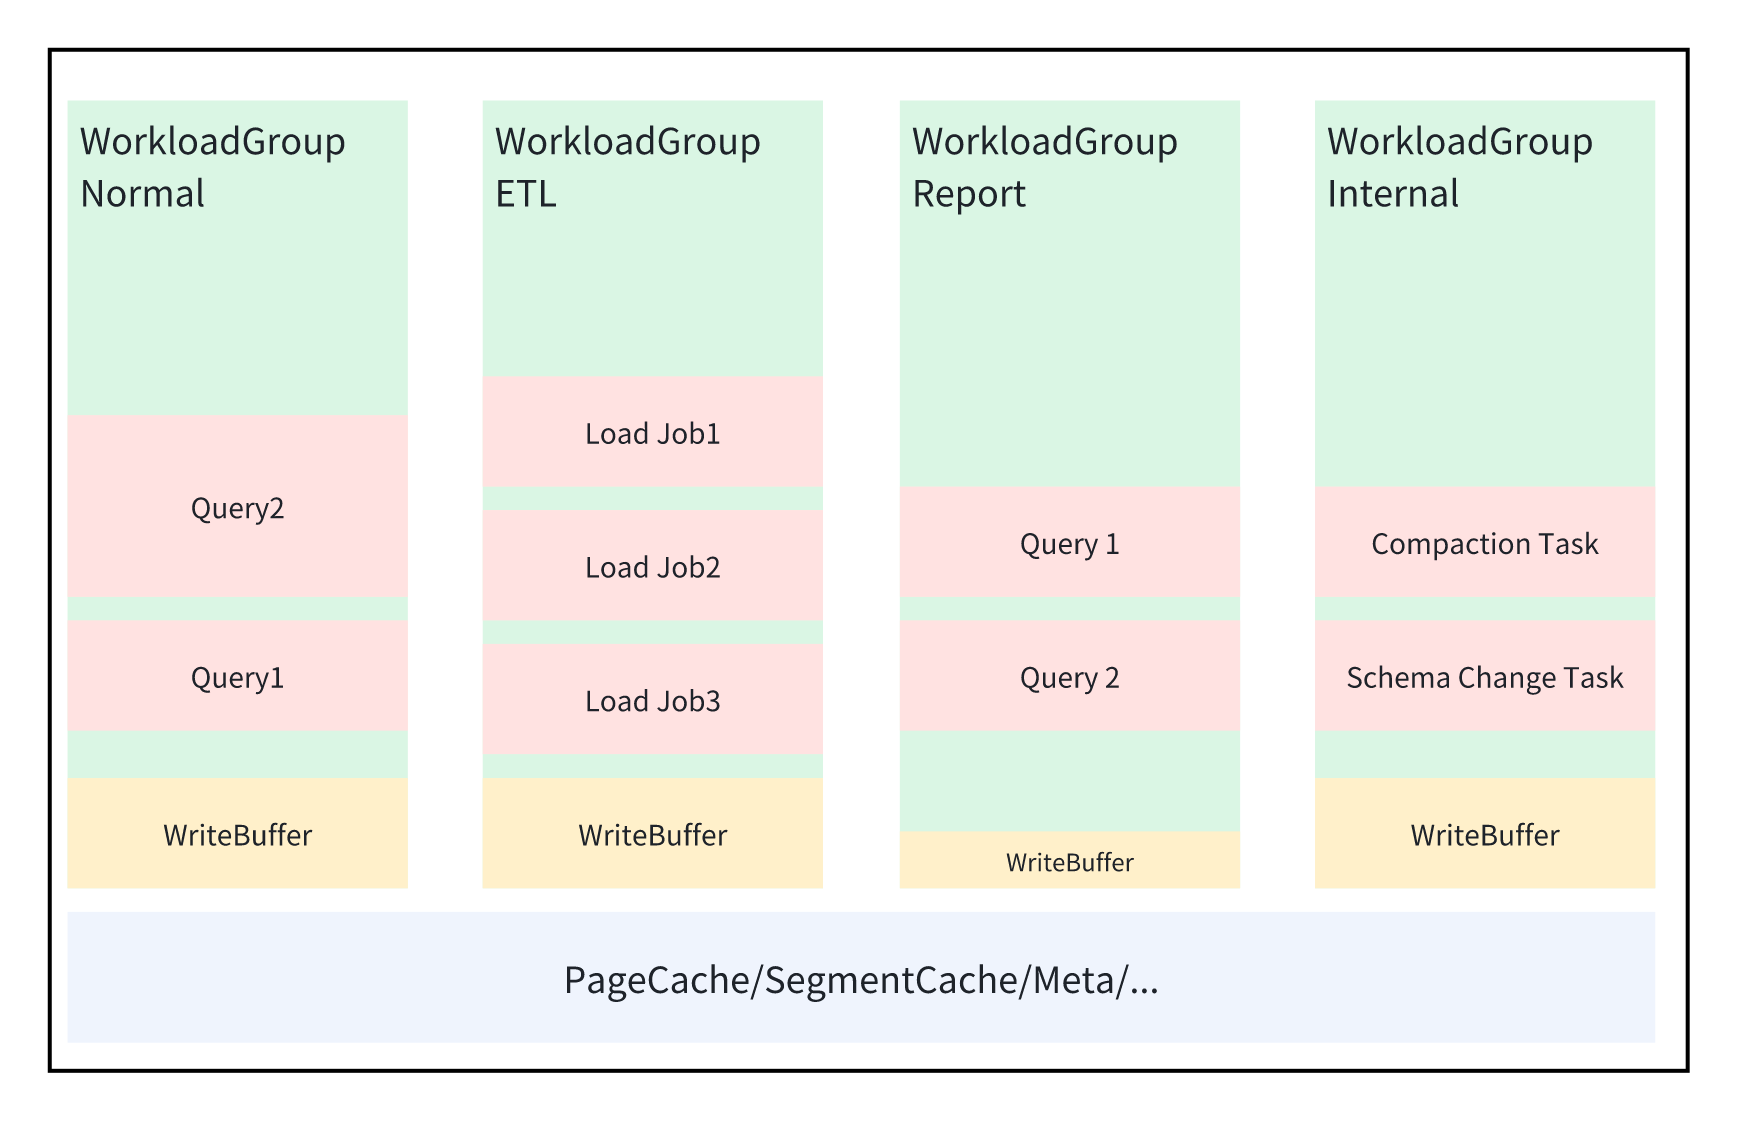 WorkloadGroup
Normal
Query2
Query1
WriteBuffer
WorkloadGroup
ETL
Load Job1
Load Job2
Load Job3
WriteBuffer
WorkloadGroup
Report
Query 1
Query 2
WriteBuffer
WorkloadGroup
Internal
Compaction Task
Schema Change Task
WriteBuffer
PageCache/SegmentCache/Meta/...